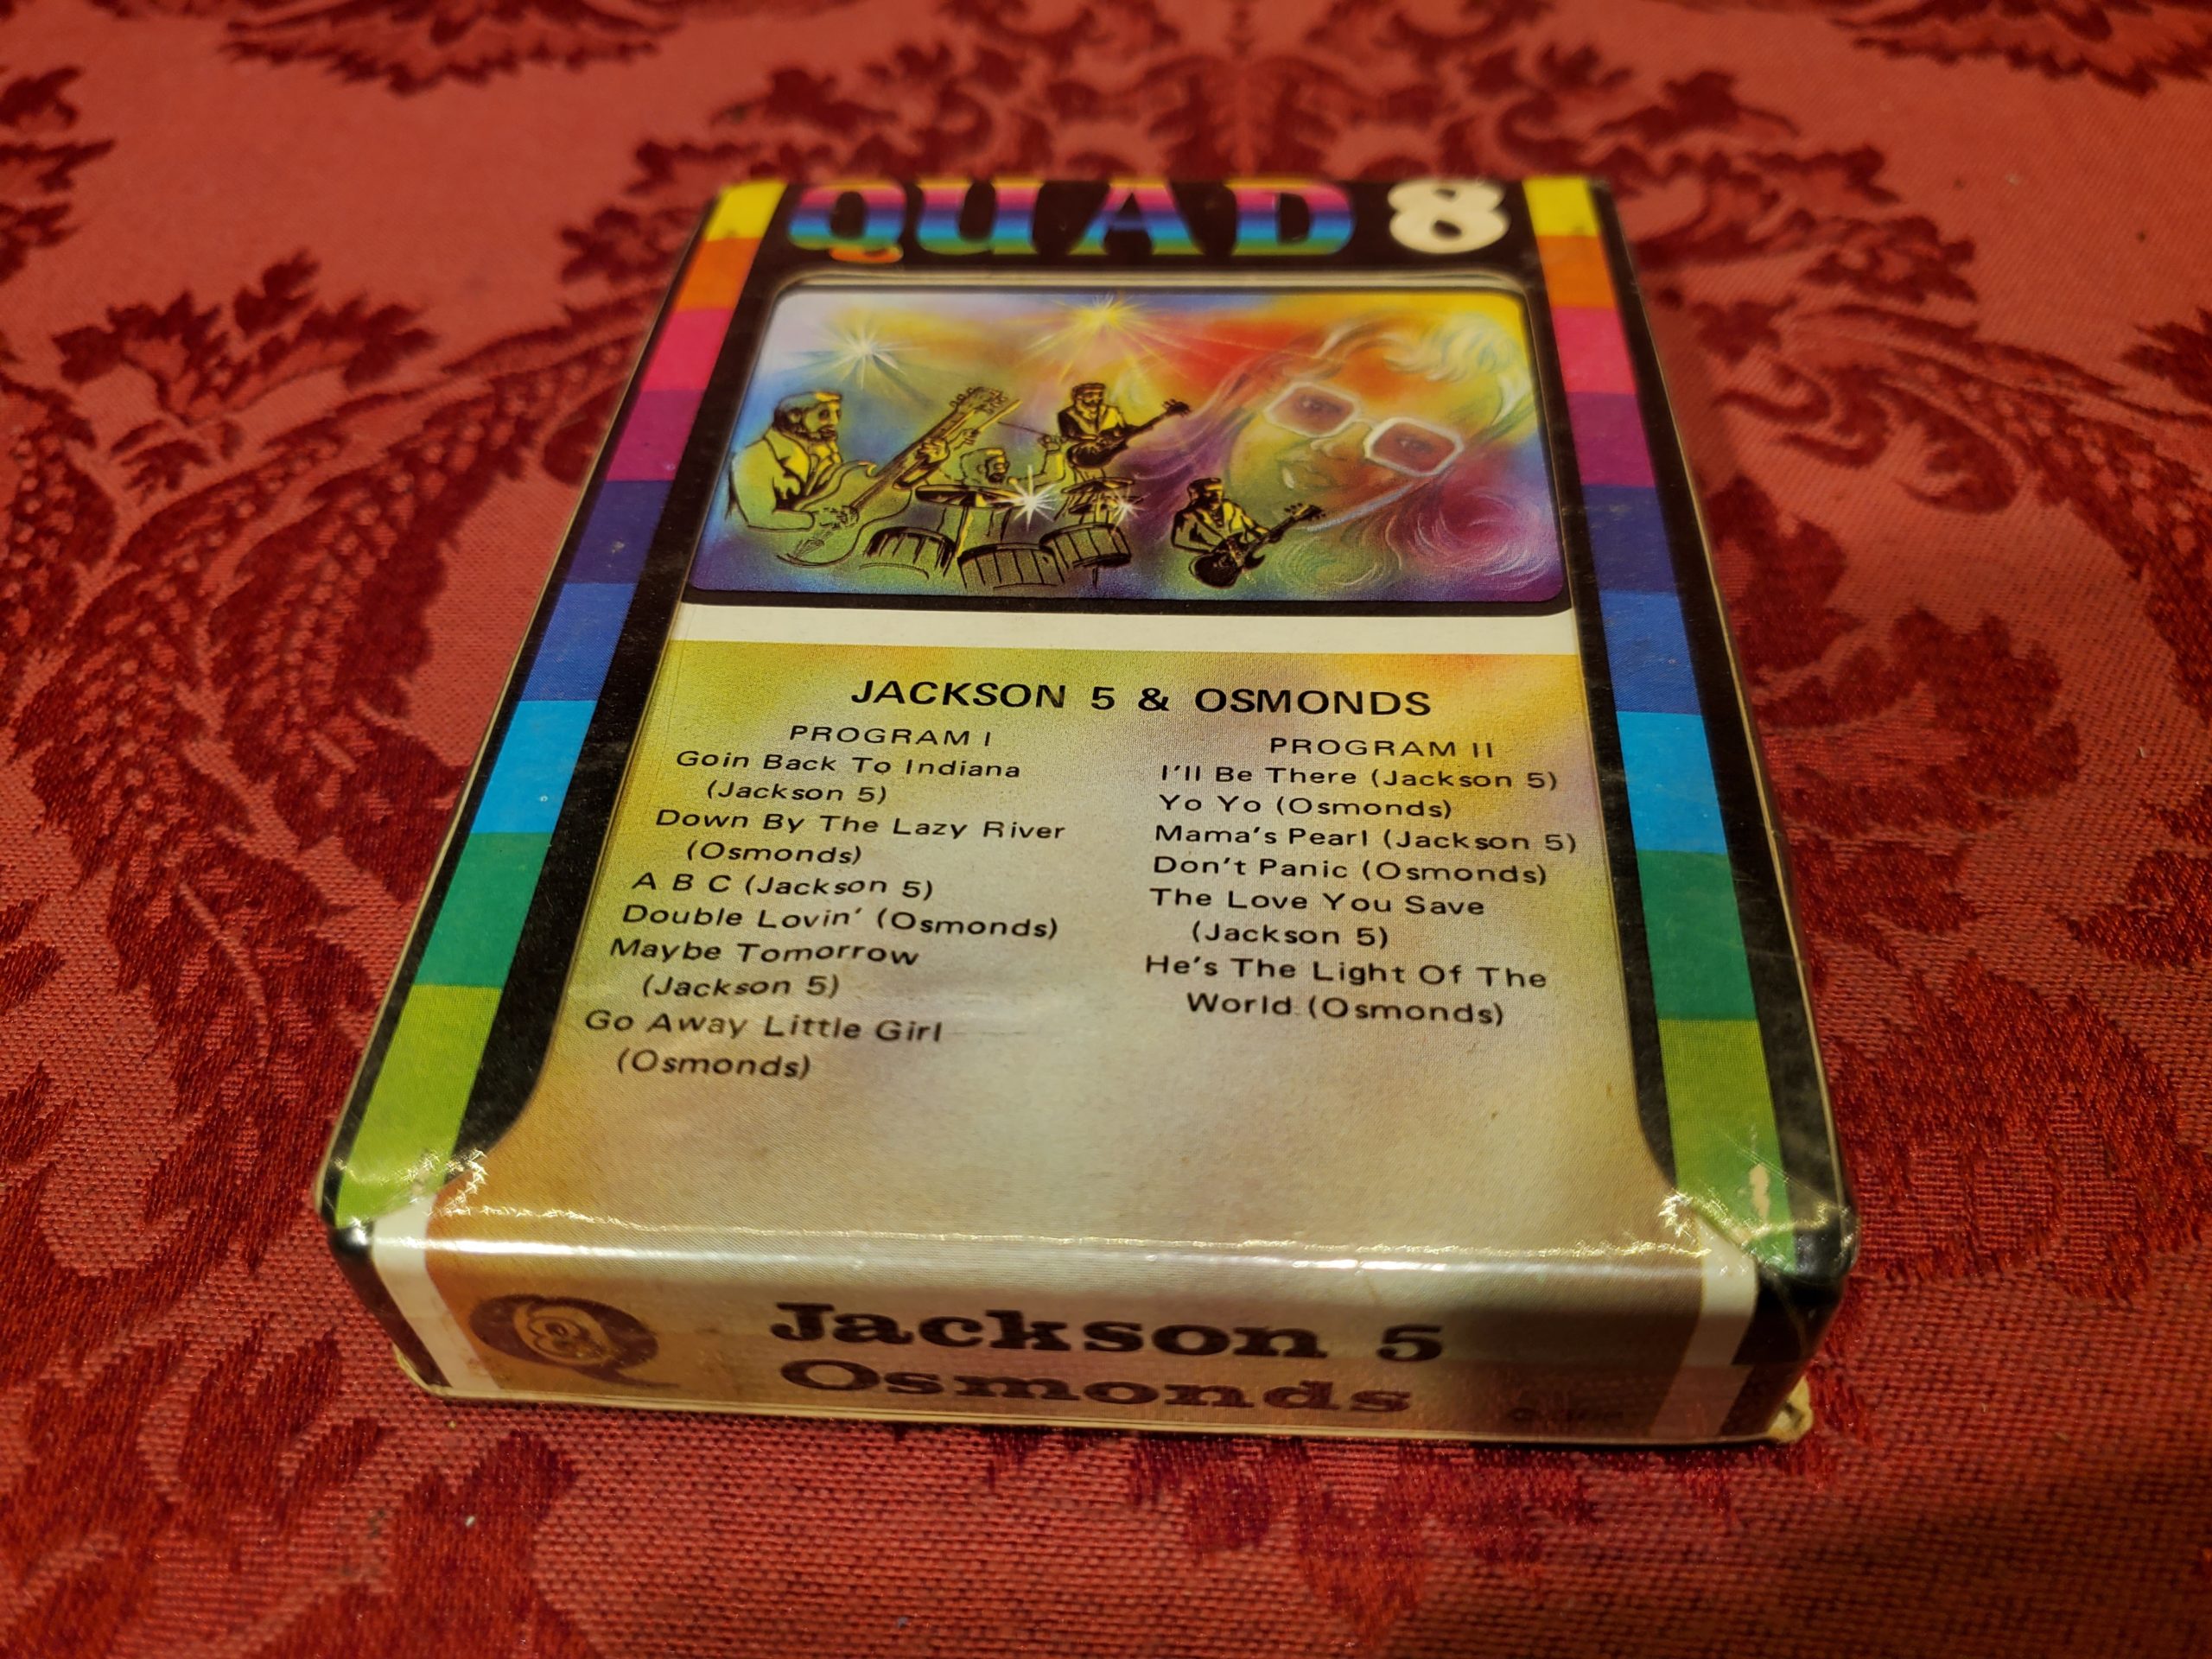 QUAD 8
JACKSON 5 & OSMONDS
PROGRAM I
Goin Back To Indiana
(Jackson 5)
Down By The Lazy River
(Osmonds)
A B C (Jackson 5)
Double Lovin' (Osmonds)
Maybe Tomorrow
(Jackson 5)
Go Away Little Girl
(Osmonds)
PROGRAM II
I'll Be There (Jackson 5)
Yo Yo (Osmonds)
Mama's Pearl (Jackson 5)
Don't Panic (Osmonds)
The Love You Save
(Jackson 5)
He's The Light Of The
World (Osmonds)
Jackson 5
Osmonds